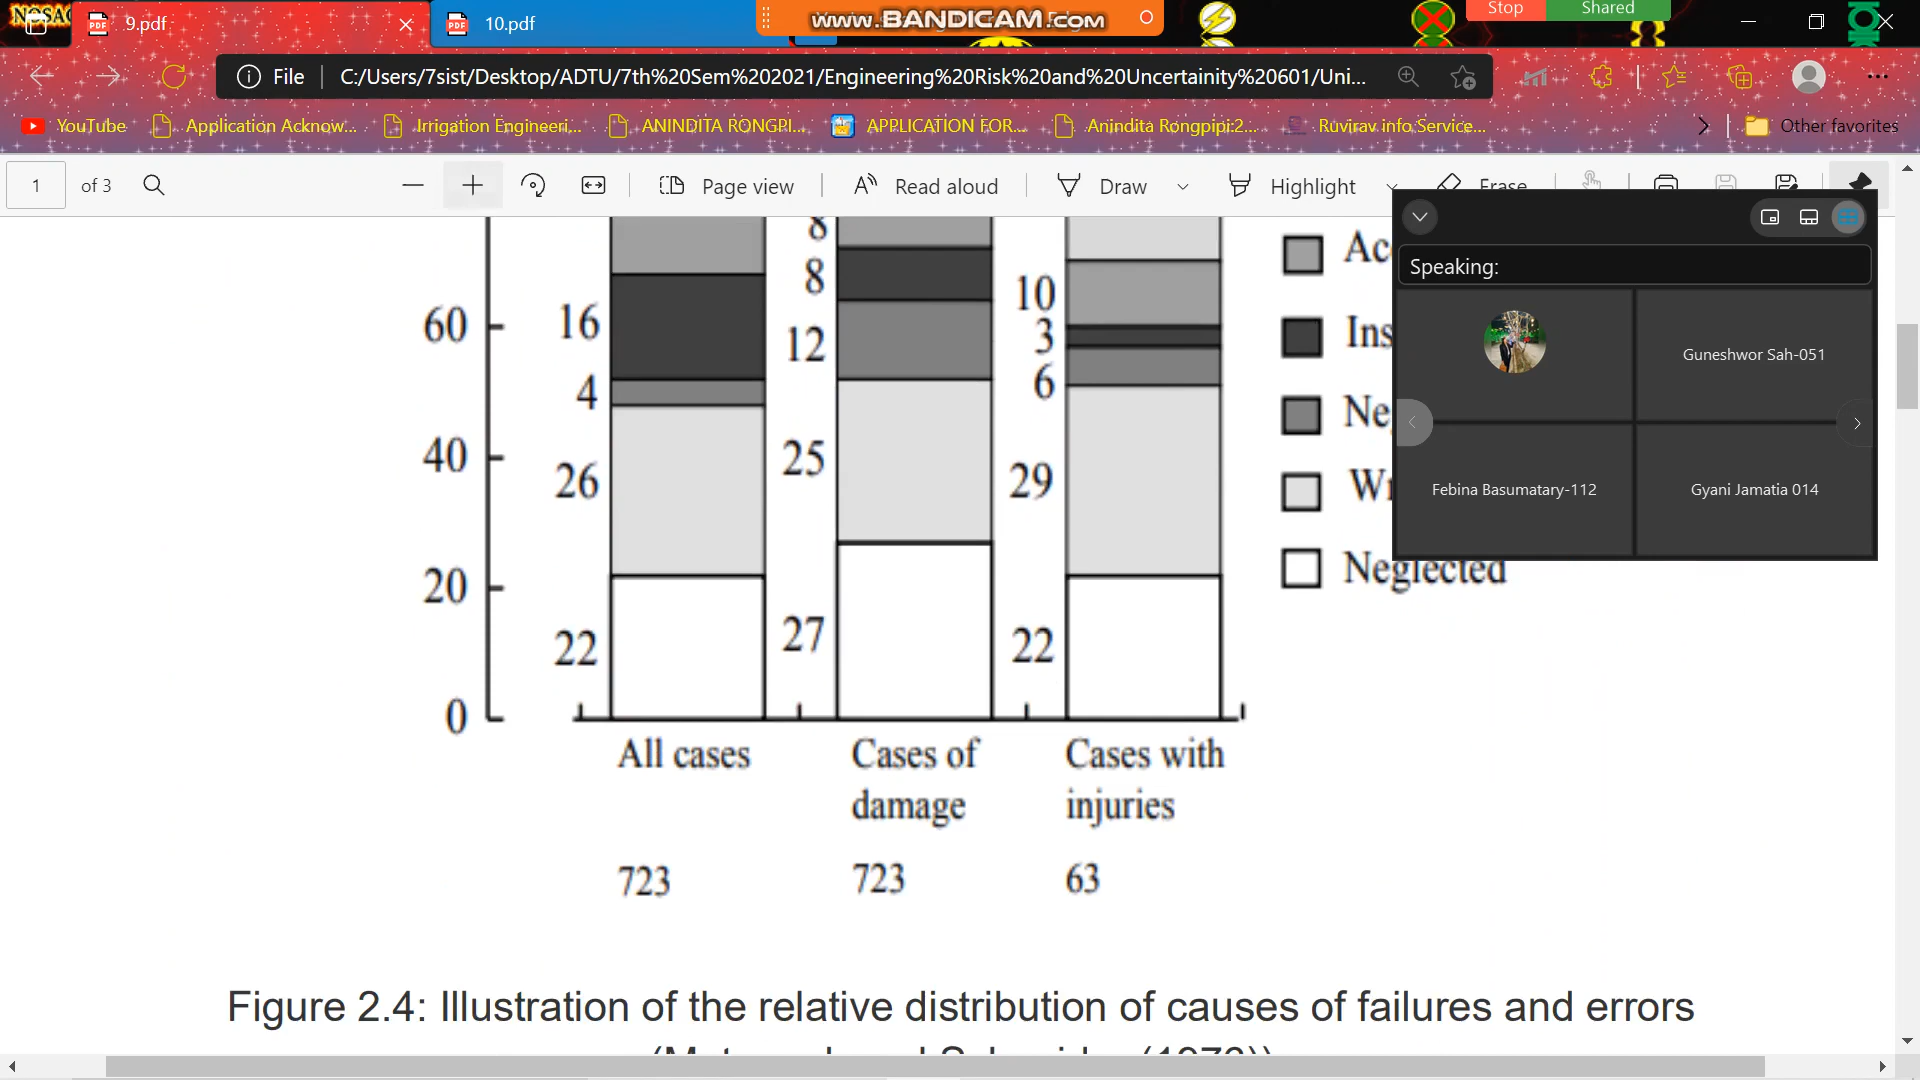 9.pdf
10.pdf
www.BANDICAM.com
Stop
Shared
File
C:/Users/7sist/Desktop/ADTU/7th%20Sem%202021/Engineering%20Risk%20and%20Uncertainity%20601/Uni...
YouTube
Application Acknow...
Irrigation Engineeri...
ANINDITA RONGPI...
APPLICATION FOR...
Anindita Rongpipi:2...
Ruvirav info Service...
Other favorites
1
of 3
Page view
Read aloud
Draw
Highlight
Erase
Speaking:
Guneshwor Sah-051
Febina Basumatary-112
Gyani Jamatia 014
60
40
20
0
16
4
26
22
8
8
12
25
27
10
3
6
29
22
Ac
Ins
Ne
Wr
Neglected
All cases
Cases of
damage
Cases with
injuries
723
723
63
Figure 2.4: Illustration of the relative distribution of causes of failures and errors